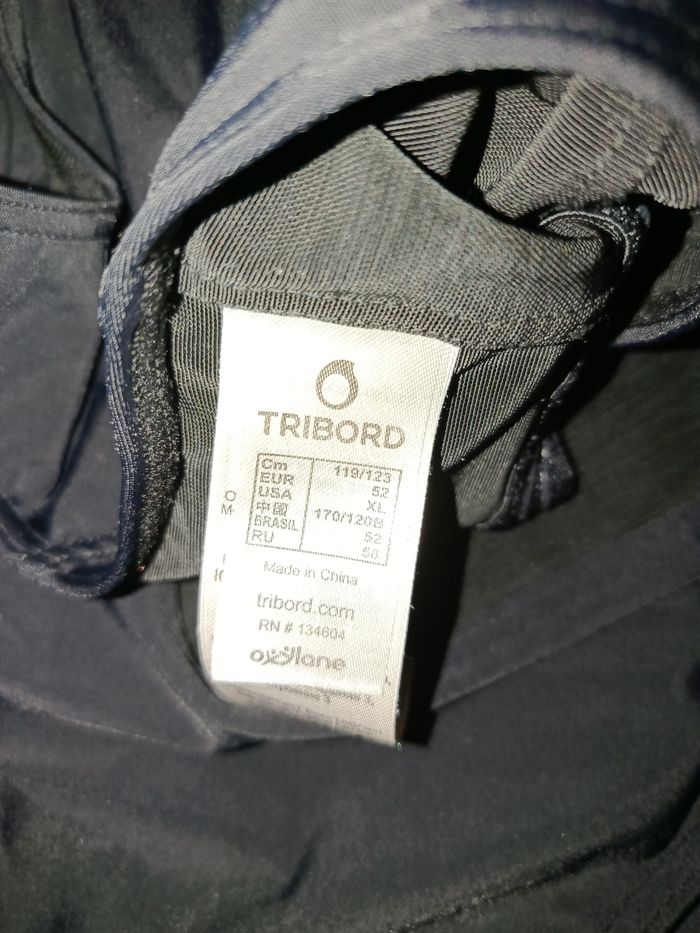 TRIBORD
Cm 119/123
EUR 52
USA XL
中國 170/120B
BRASIL 52
RU 56
Made in China
tribord.com
RN # 134604
oxylane